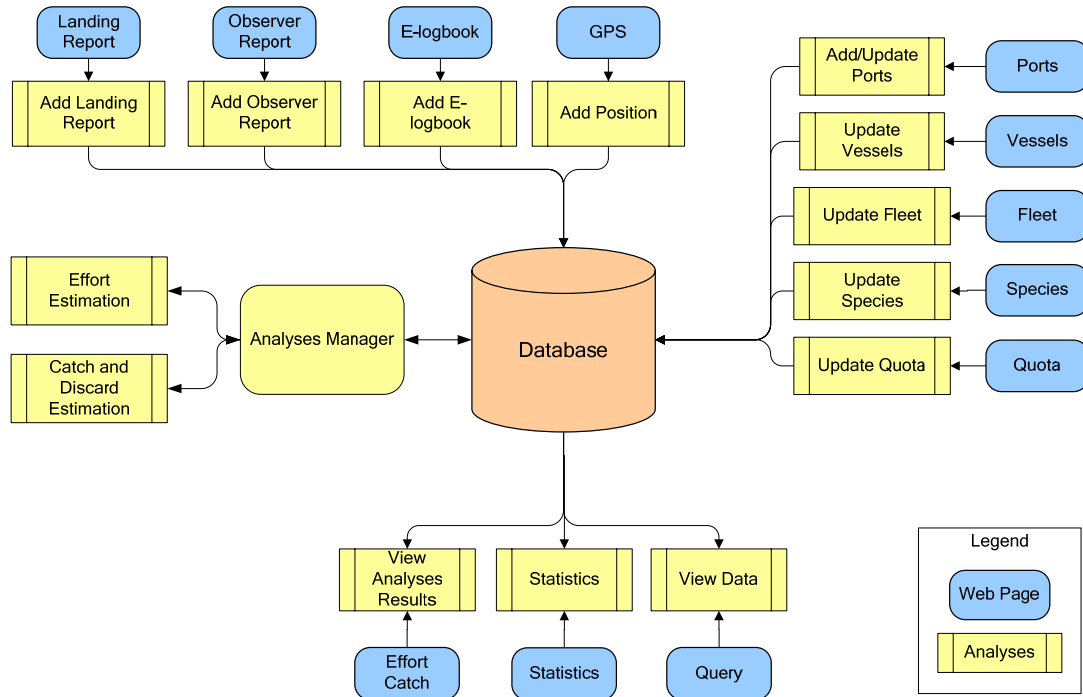 Landing
Report
Observer
Report
E-logbook
GPS
Add Landing
Report
Add Observer
Report
Add E-
logbook
Add Position
Add/Update
Ports
Ports
Update
Vessels
Vessels
Update Fleet
Fleet
Update
Species
Species
Update Quota
Quota
Effort
Estimation
Catch and
Discard
Estimation
Analyses Manager
Database
View
Analyses
Results
Statistics
View Data
Effort
Catch
Statistics
Query
Legend
Web Page
Analyses